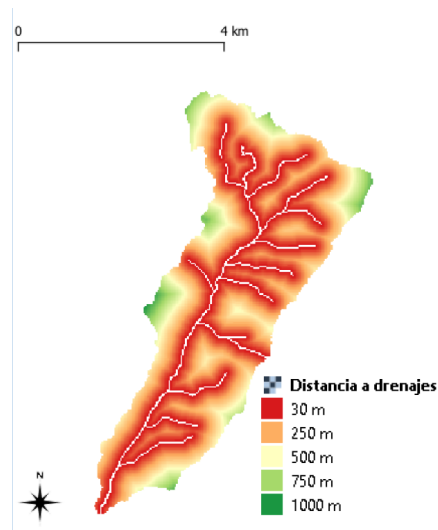 0 4 km
Distancia a drenajes
30 m
250 m
500 m
750 m
1000 m
N